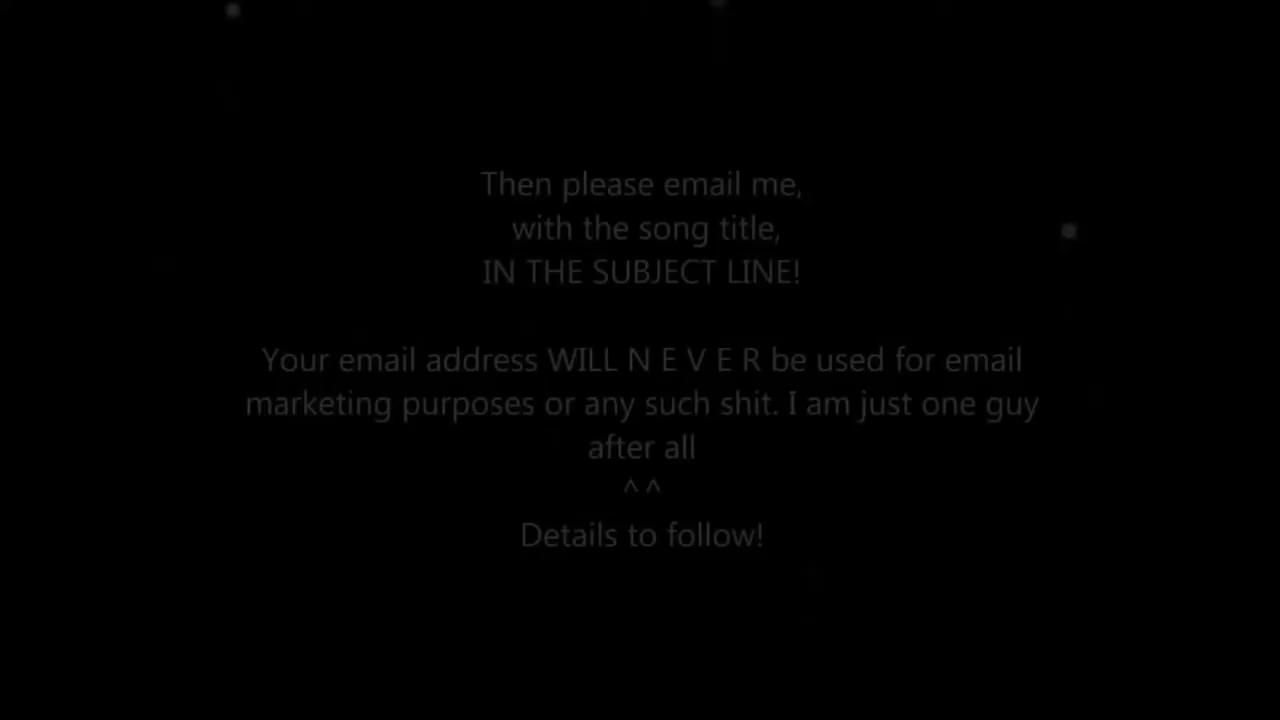 Then please email me,
with the song title,
IN THE SUBJECT LINE!
Your email address WILL N E V E R be used for email
marketing purposes or any such shit. I am just one guy
after all
^ ^
Details to follow!